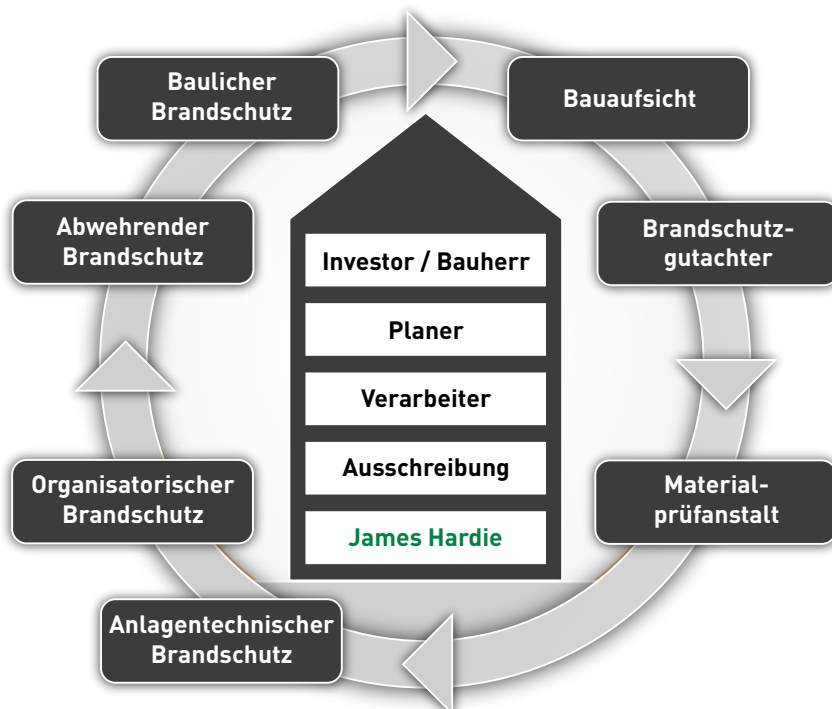 Baulicher
Brandschutz
Bauaufsicht
Abwehrender
Brandschutz
Brandschutz-
gutachter
Investor / Bauherr
Planer
Verarbeiter
Ausschreibung
James Hardie
Organisatorischer
Brandschutz
Material-
prüfanstalt
Anlagentechnischer
Brandschutz